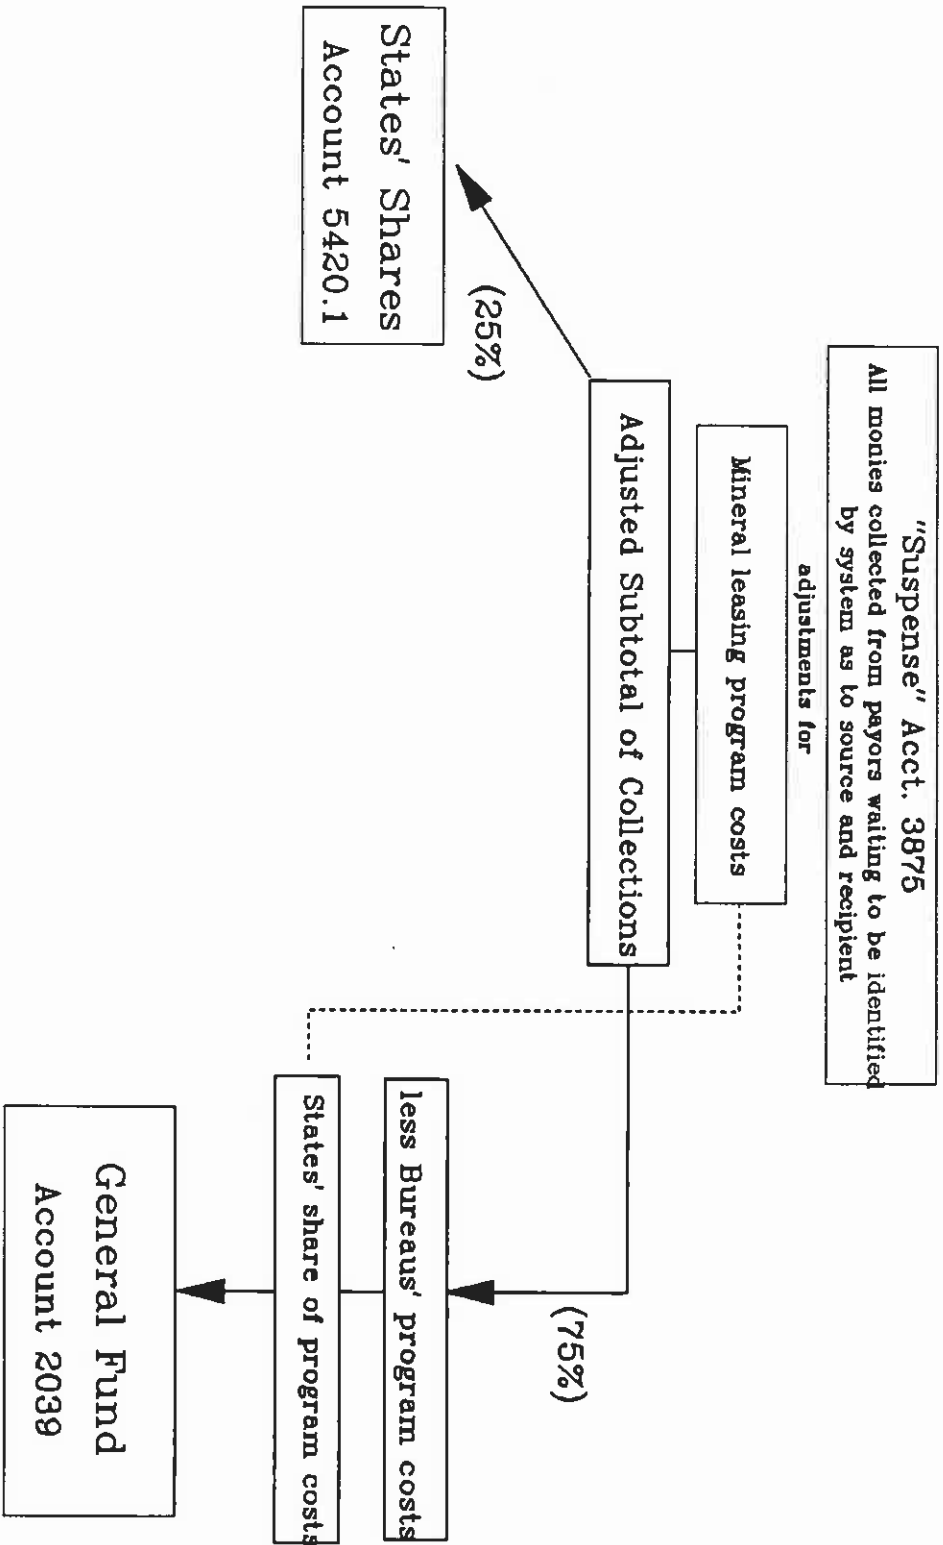 "Suspense" Acct. 3875
All monies collected from payors waiting to be identified
by system as to source and recipient
adjustments for
Mineral leasing program costs
Adjusted Subtotal of Collections
(25%)
(75%)
States' Shares
Account 5420.1
less Bureaus' program costs
States' share of program costs
General Fund
Account 2039